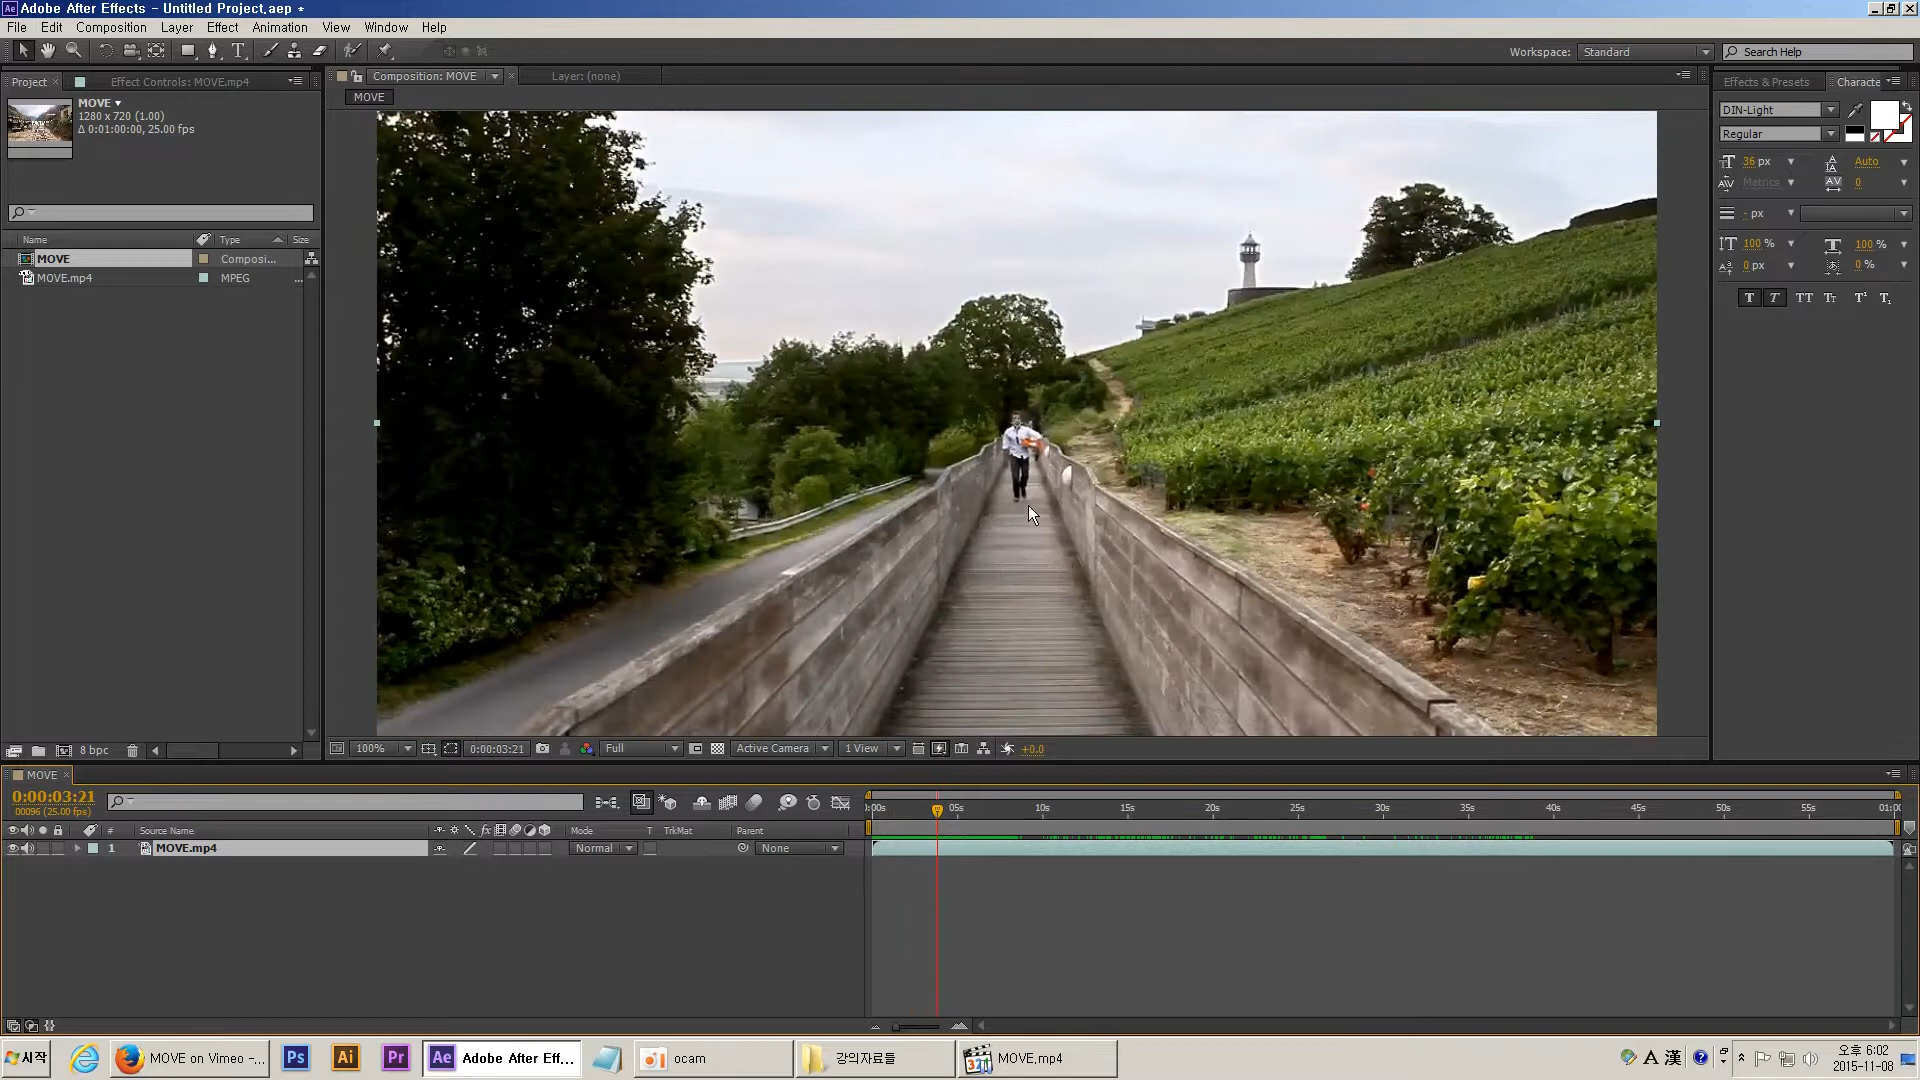 Adobe After Effects - Untitled Project.aep *
File Edit Composition Layer Effect Animation View Window Help
Workspace: Standard Search Help
Project Effect Controls: MOVE.mp4
Composition: MOVE Layer: (none)
Effects & Presets Characte
MOVE
MOVE
1280 x 720 (1.00)
Δ 0:01:00:00, 25.00 fps
DIN-Light
Regular
36 px Auto
Metrics 0
- px
100 % 100 %
0 px 0 %
T T TT Tt T¹ T₁
Name Type Size
MOVE Composi...
MOVE.mp4 MPEG ...
8 bpc
100% 0:00:03:21 Full Active Camera 1 View +0.0
MOVE
0:00:03:21
00096 (25.00 fps)
):00s 05s 10s 15s 20s 25s 30s 35s 40s 45s 50s 55s 01:0
# Source Name Mode T TrkMat Parent
1 MOVE.mp4 Normal None
시작 MOVE on Vimeo -... Ps Ai Pr Ae Adobe After Eff... ocam 강의자료들 MOVE.mp4
A 漢
오후 6:02
2015-11-08